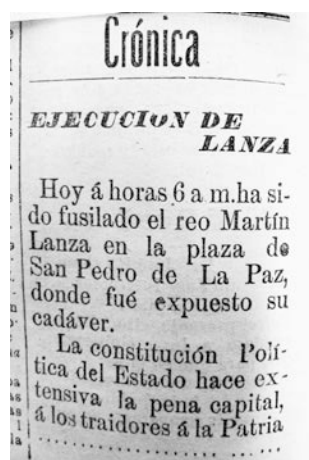 Crónica
EJECUCION DE
LANZA
Hoy á horas 6 a m.ha si-
do fusilado el reo Martín
Lanza en la plaza de
San Pedro de La Paz,
donde fué expuesto su
cadáver.
La constitución Polí-
tica del Estado hace ex-
tensiva la pena capital,
á los traidores á la Patria
......................